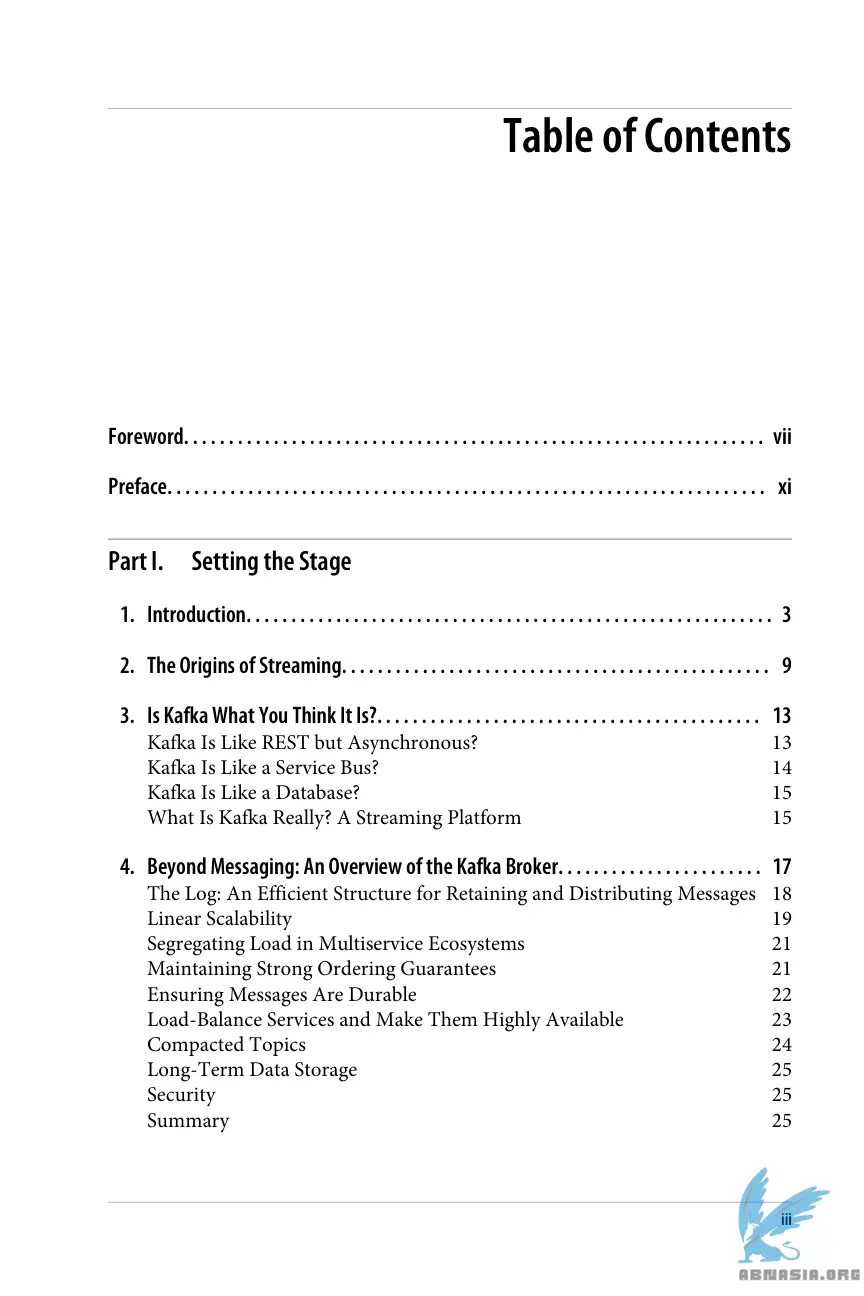 Table of Contents
Foreword. . . . . . . . . . . . . . . . . . . . . . . . . . . . . . . . . . . . . . . . . . . . . . . . . . . . . . . . . . . . . . . . . vii
Preface. . . . . . . . . . . . . . . . . . . . . . . . . . . . . . . . . . . . . . . . . . . . . . . . . . . . . . . . . . . . . . . . . . . xi
Part I. Setting the Stage
1. Introduction. . . . . . . . . . . . . . . . . . . . . . . . . . . . . . . . . . . . . . . . . . . . . . . . . . . . . . . . . . . 3
2. The Origins of Streaming. . . . . . . . . . . . . . . . . . . . . . . . . . . . . . . . . . . . . . . . . . . . . . . . 9
3. Is Kafka What You Think It Is?. . . . . . . . . . . . . . . . . . . . . . . . . . . . . . . . . . . . . . . . . . . 13
Kafka Is Like REST but Asynchronous? 13
Kafka Is Like a Service Bus? 14
Kafka Is Like a Database? 15
What Is Kafka Really? A Streaming Platform 15
4. Beyond Messaging: An Overview of the Kafka Broker. . . . . . . . . . . . . . . . . . . . . . . 17
The Log: An Efficient Structure for Retaining and Distributing Messages 18
Linear Scalability 19
Segregating Load in Multiservice Ecosystems 21
Maintaining Strong Ordering Guarantees 21
Ensuring Messages Are Durable 22
Load-Balance Services and Make Them Highly Available 23
Compacted Topics 24
Long-Term Data Storage 25
Security 25
Summary 25
iii
ABNASIA.ORG